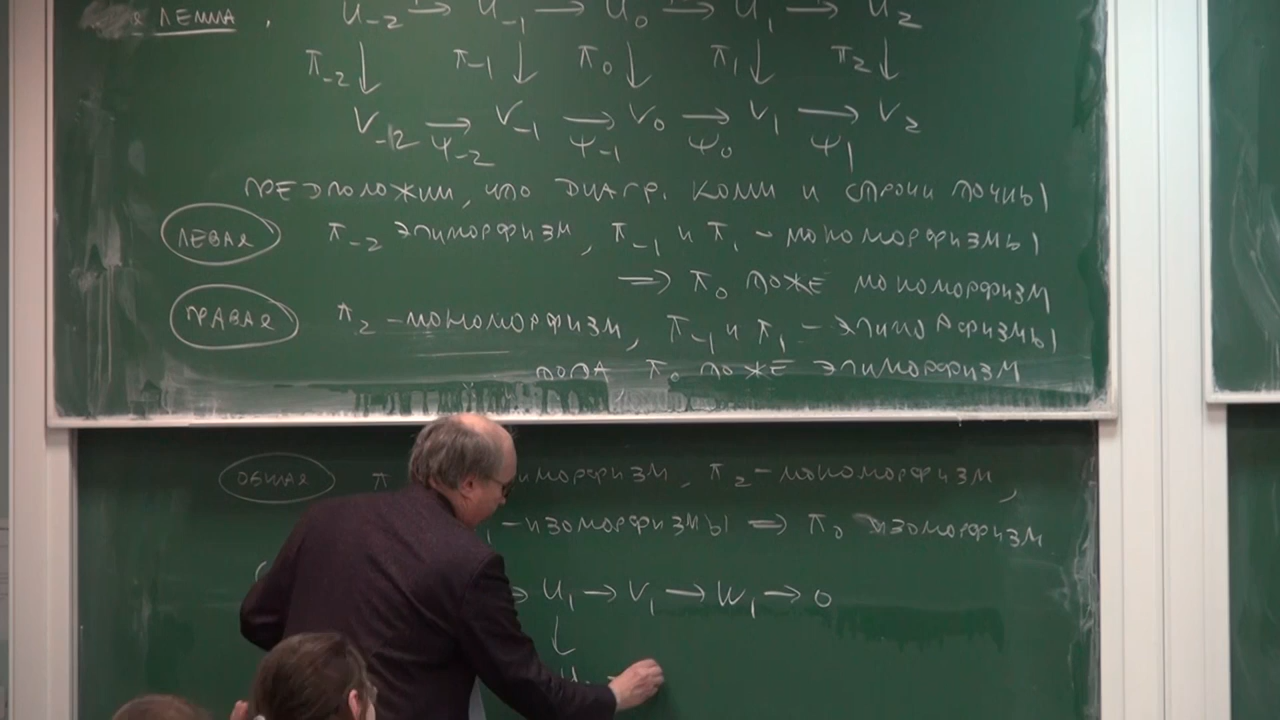 ЛЕММА. U₋₂ → U₋₁ → U₀ → U₁ → U₂
π₋₂ ↓ π₋₁ ↓ π₀ ↓ π₁ ↓ π₂ ↓
V₋₂ → V₋₁ → V₀ → V₁ → V₂
ψ₋₂ ψ₋₁ ψ₀ ψ₁
ПРЕДПОЛОЖИМ, ЧТО ДИАГР. КОММ И СТРОКИ ТОЧНЫ
ЛЕВАЯ π₋₂ ЭПИМОРФИЗМ, π₋₁ И π₁ - МОНОМОРФИЗМЫ
⇒ π₀ ТОЖЕ МОНОМОРФИЗМ
ПРАВАЯ π₂ - МОНОМОРФИЗМ, π₋₁ И π₁ - ЭПИМОРФИЗМЫ
ТОГДА π₀ ТОЖЕ ЭПИМОРФИЗМ
ОБЩАЯ π ИМОРФИЗМ, π₂ - МОНОМОРФИЗМ,
₁ - ИЗОМОРФИЗМЫ ⇒ π₀ ИЗОМОРФИЗМ
→ U₁ → V₁ → W₁ → 0
↓